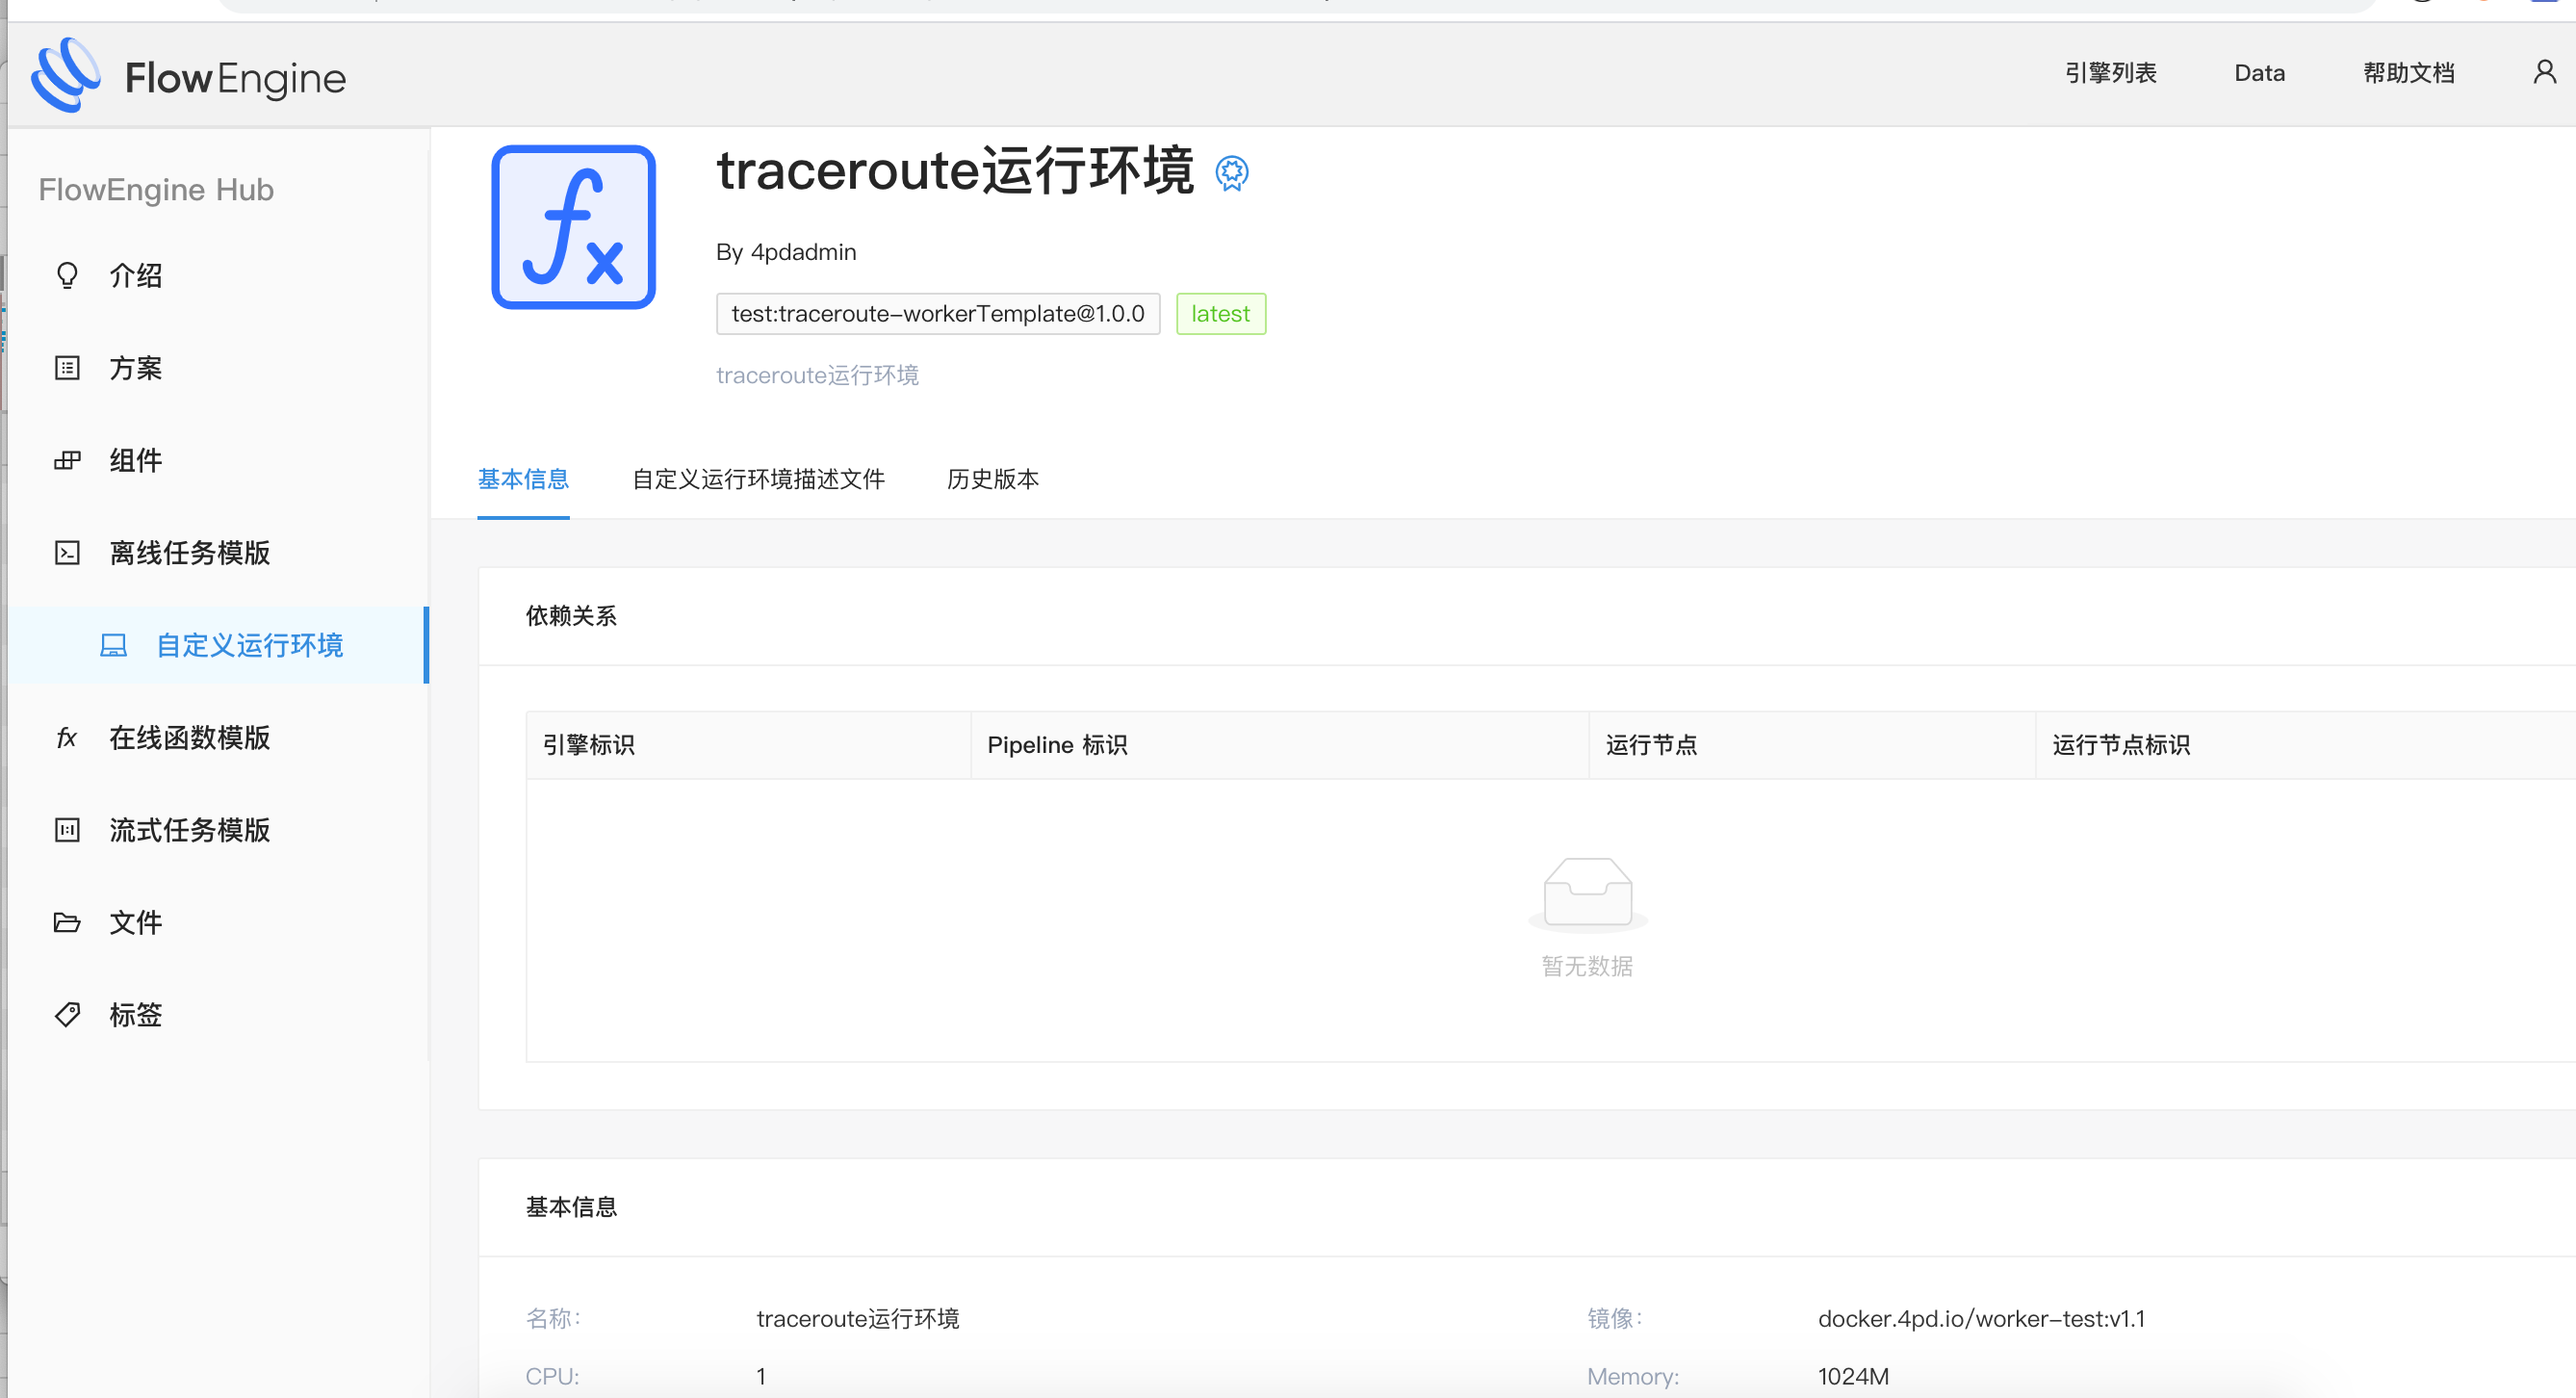 FlowEngine
引擎列表 Data 帮助文档
FlowEngine Hub
介绍
方案
组件
离线任务模版
自定义运行环境
fx 在线函数模版
流式任务模版
文件
标签
fx
traceroute运行环境
By 4pdadmin
test:traceroute-workerTemplate@1.0.0 latest
traceroute运行环境
基本信息 自定义运行环境描述文件 历史版本
依赖关系
引擎标识 Pipeline 标识 运行节点 运行节点标识
暂无数据
基本信息
名称: traceroute运行环境 镜像: docker.4pd.io/worker-test:v1.1
CPU: 1 Memory: 1024M